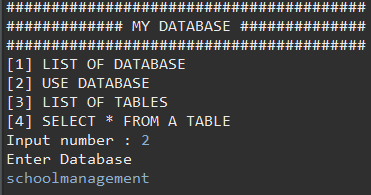 ########################################
############# MY DATABASE ##############
########################################
[1] LIST OF DATABASE
[2] USE DATABASE
[3] LIST OF TABLES
[4] SELECT * FROM A TABLE
Input number : 2
Enter Database
schoolmanagement